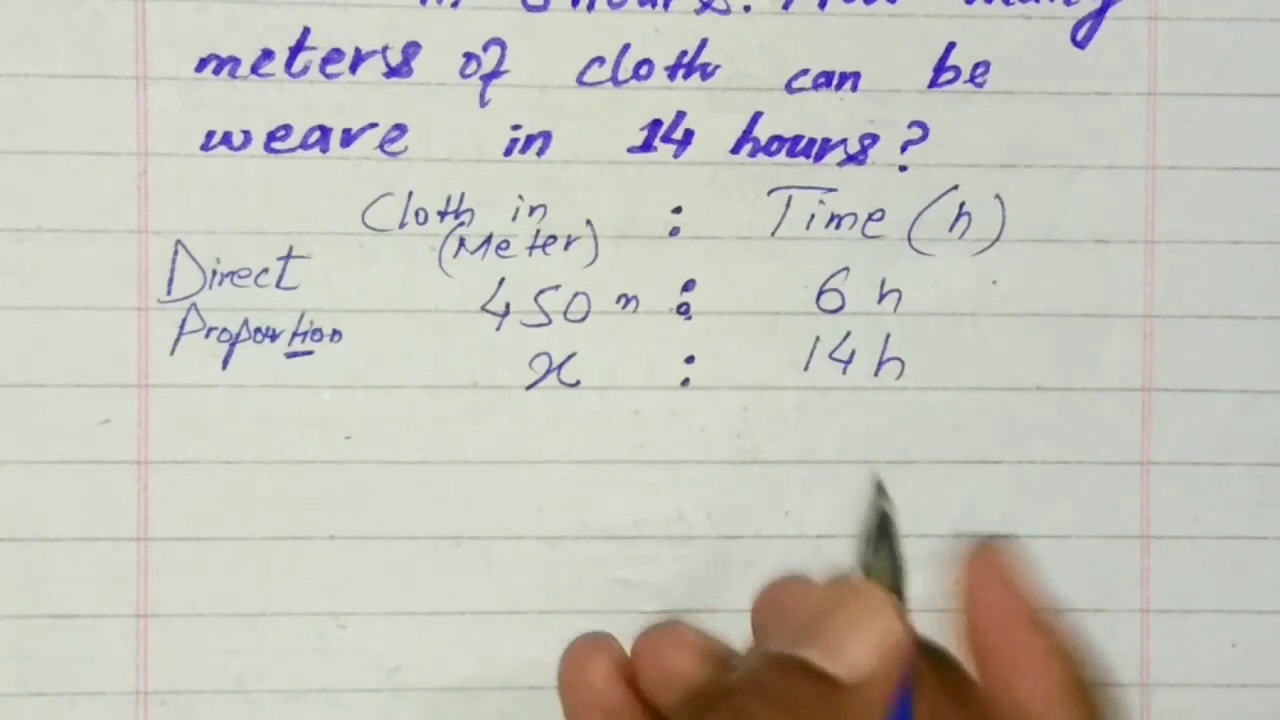 meters of cloth can be
weave in 14 hours?
Cloth in : Time (h)
(Meter)
Direct
Proportion
450 m : 6 h
x : 14 h